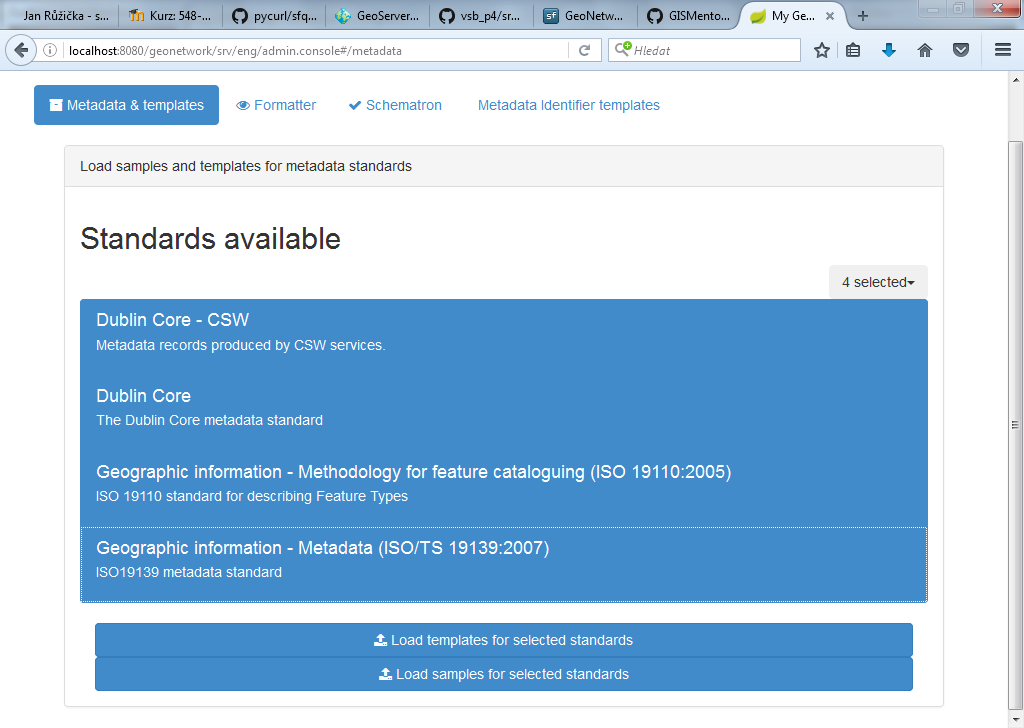 Jan Růžička - s...
Kurz: 548-...
pycurl/sfq...
GeoServer...
vsb_p4/sr...
sf
GeoNetw...
GISMento...
My Ge...
localhost:8080/geonetwork/srv/eng/admin.console#/metadata
Hledat
Metadata & templates
Formatter
Schematron
Metadata Identifier templates
Load samples and templates for metadada standards
Standards available
4 selected
Dublin Core - CSW
Metadata records produced by CSW services.
Dublin Core
The Dublin Core metadata standard
Geographic information - Methodology for feature cataloguing (ISO 19110:2005)
ISO 19110 standard for describing Feature Types
Geographic information - Metadata (ISO/TS 19139:2007)
ISO19139 metadata standard
Load templates for selected standards
Load samples for selected standards